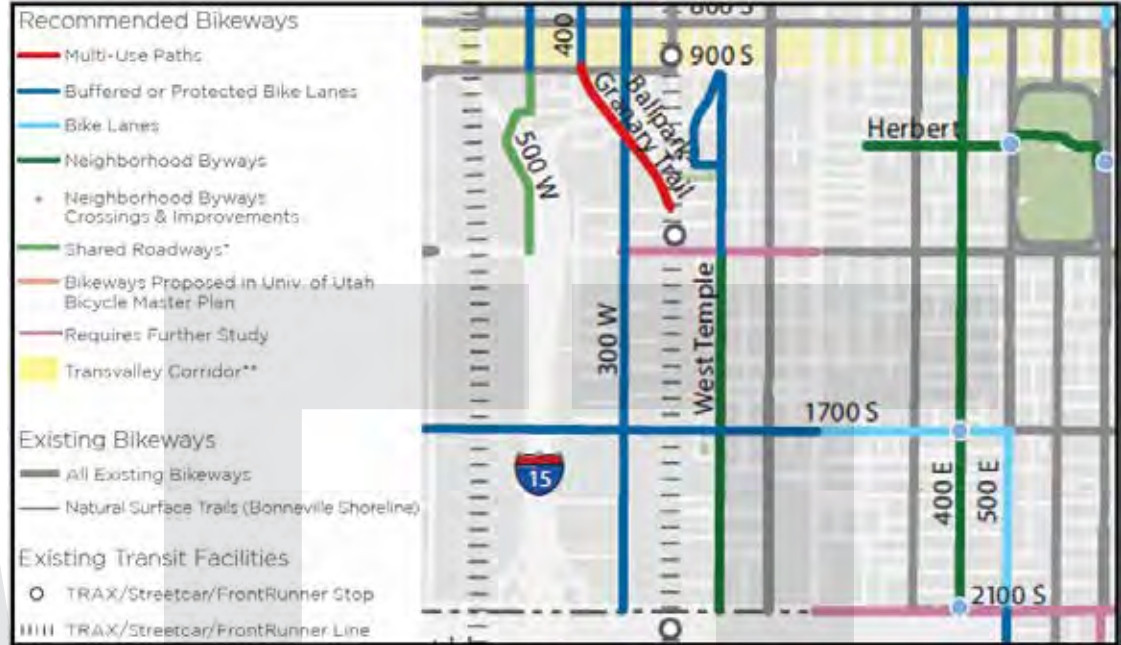 Recommended Bikeways
Multi-Use Paths
Buffered or Protected Bike Lanes
Bike Lanes
Neighborhood Byways
Neighborhood Byways
Crossings & Improvements
Shared Roadways*
Bikeways Proposed in Univ. of Utah
Bicycle Master Plan
Requires Further Study
Transvalley Corridor**
Existing Bikeways
All Existing Bikeways
Natural Surface Trails (Bonneville Shoreline)
Existing Transit Facilities
TRAX/Streetcar/FrontRunner Stop
TRAX/Streetcar/FrontRunner Line
800 S
400
900 S
Ballpark
Granary Trail
500 W
Herbert
300 W
West Temple
1700 S
15
400 E
500 E
2100 S